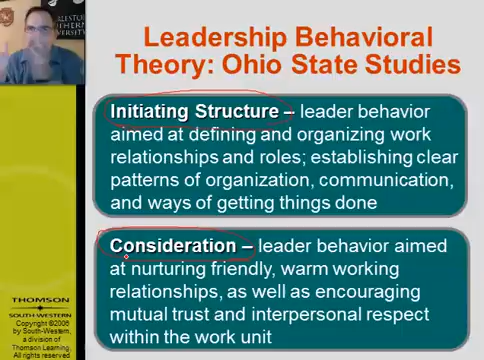 Leadership Behavioral
Theory: Ohio State Studies
Initiating Structure – leader behavior
aimed at defining and organizing work
relationships and roles; establishing clear
patterns of organization, communication,
and ways of getting things done
Consideration – leader behavior aimed
at nurturing friendly, warm working
relationships, as well as encouraging
mutual trust and interpersonal respect
within the work unit
THOMSON
SOUTH-WESTERN
Copyright ©2006
by South-Western,
a division of
Thomson Learning.
All rights reserved